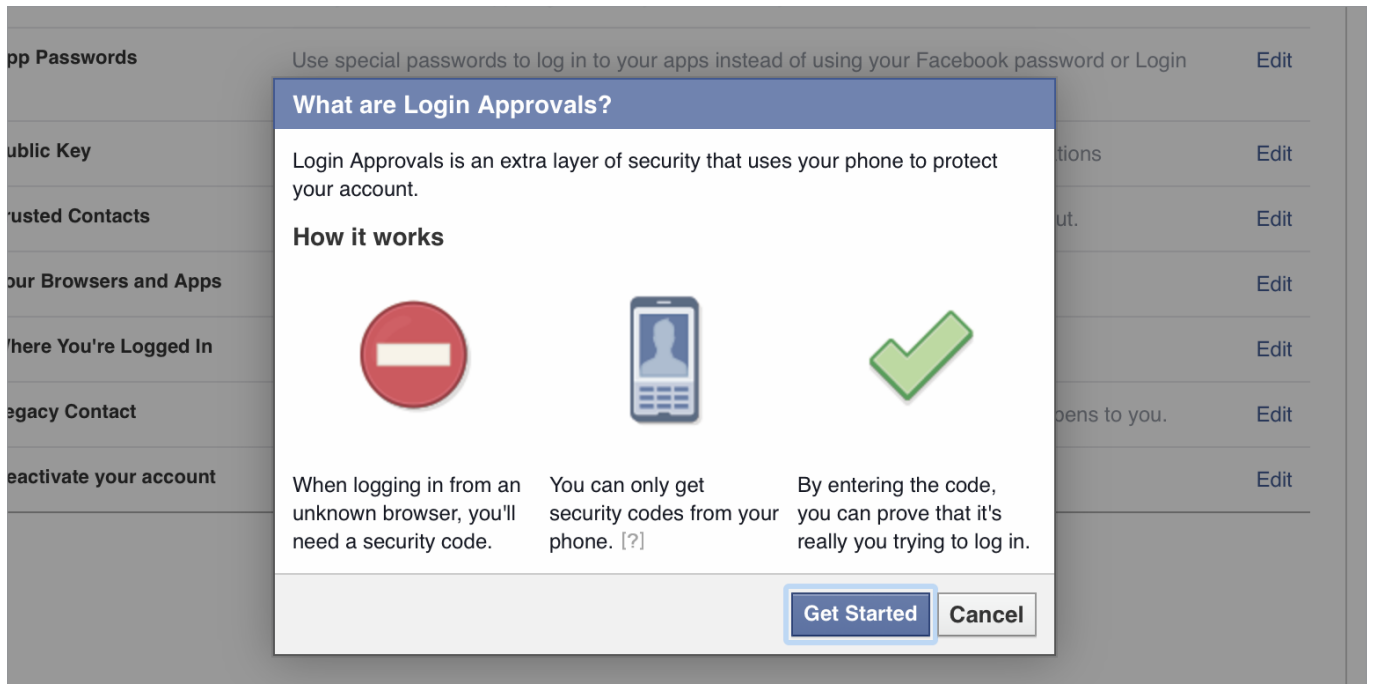 pp Passwords
Use special passwords to log in to your apps instead of using your Facebook password or Login
Edit
What are Login Approvals?
Login Approvals is an extra layer of security that uses your phone to protect
your account.
ublic Key
tions
Edit
rusted Contacts
ut.
Edit
How it works
our Browsers and Apps
Edit
here You're Logged In
Edit
egacy Contact
pens to you.
Edit
eactivate your account
Edit
When logging in from an
unknown browser, you'll
need a security code.
You can only get
security codes from your
phone. [?]
By entering the code,
you can prove that it's
really you trying to log in.
Get Started
Cancel